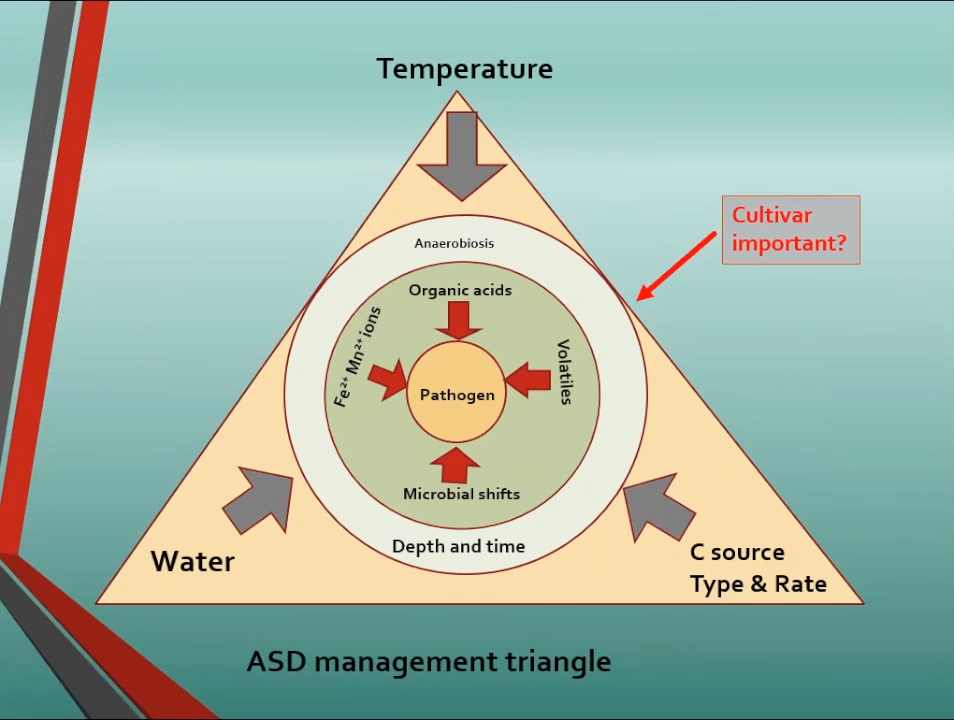 Temperature
Cultivar
important?
Anaerobiosis
Organic acids
Fe²⁺ Mn²⁺ ions
Volatiles
Pathogen
Microbial shifts
Depth and time
Water
C source
Type & Rate
ASD management triangle